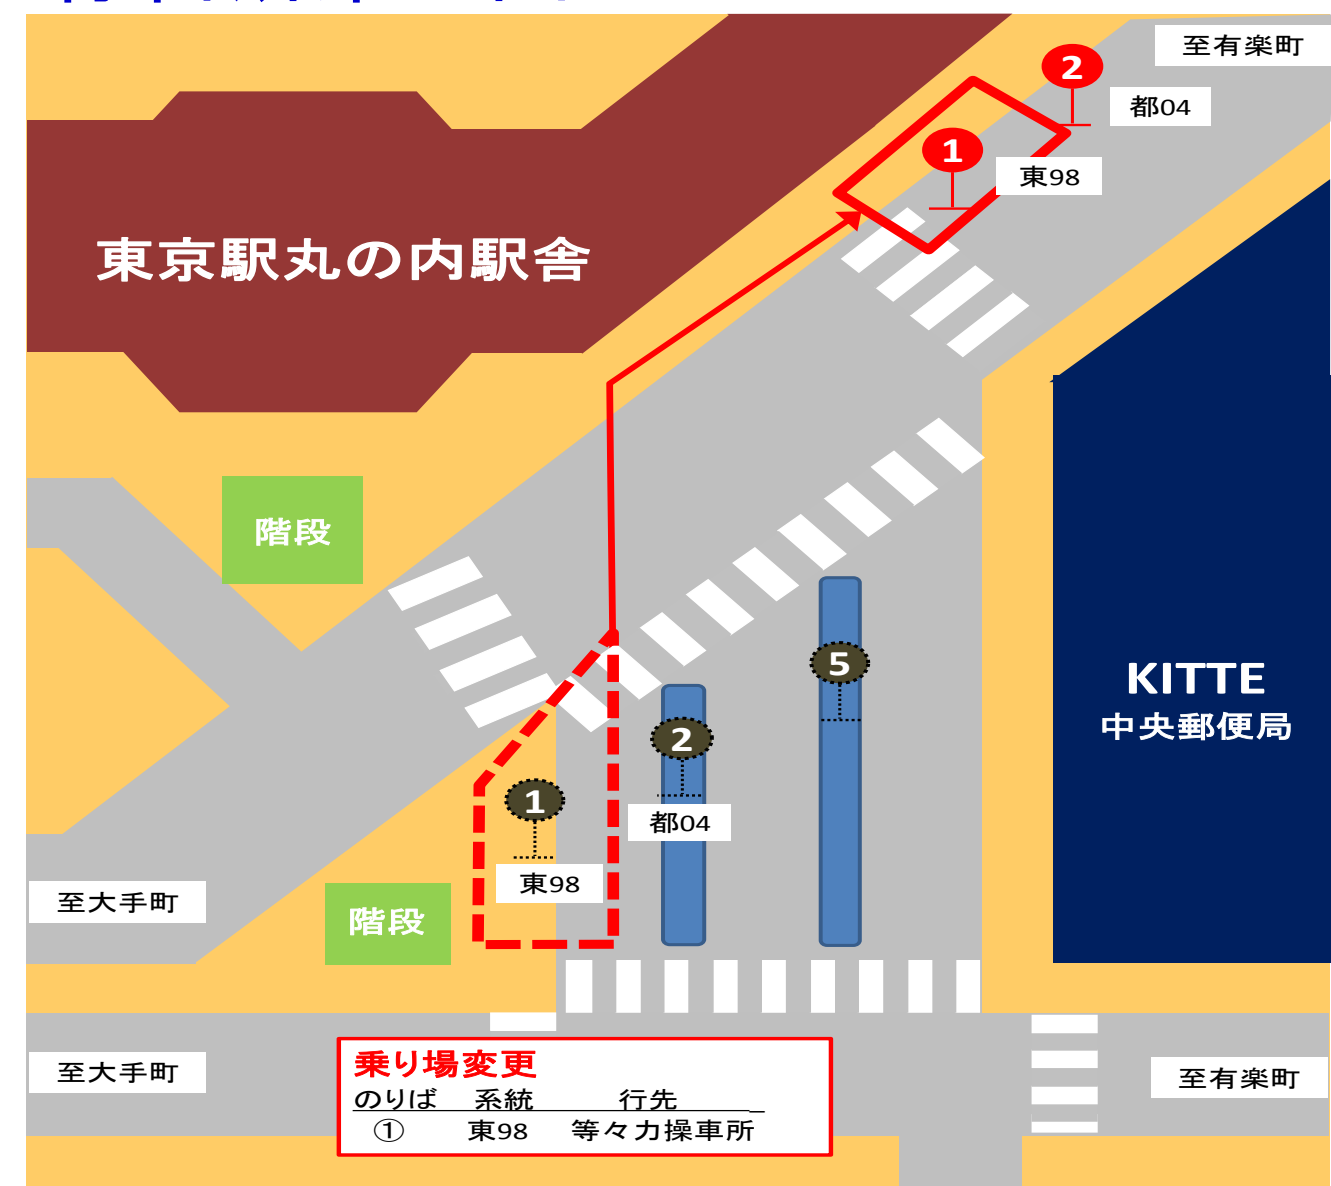 至有楽町
2
都04
1
東98
東京駅丸の内駅舎
階段
5
KITTE
中央郵便局
2
都04
1
東98
至大手町
階段
至大手町
至有楽町
乗り場変更
のりば 系統 行先
① 東98 等々力操車所